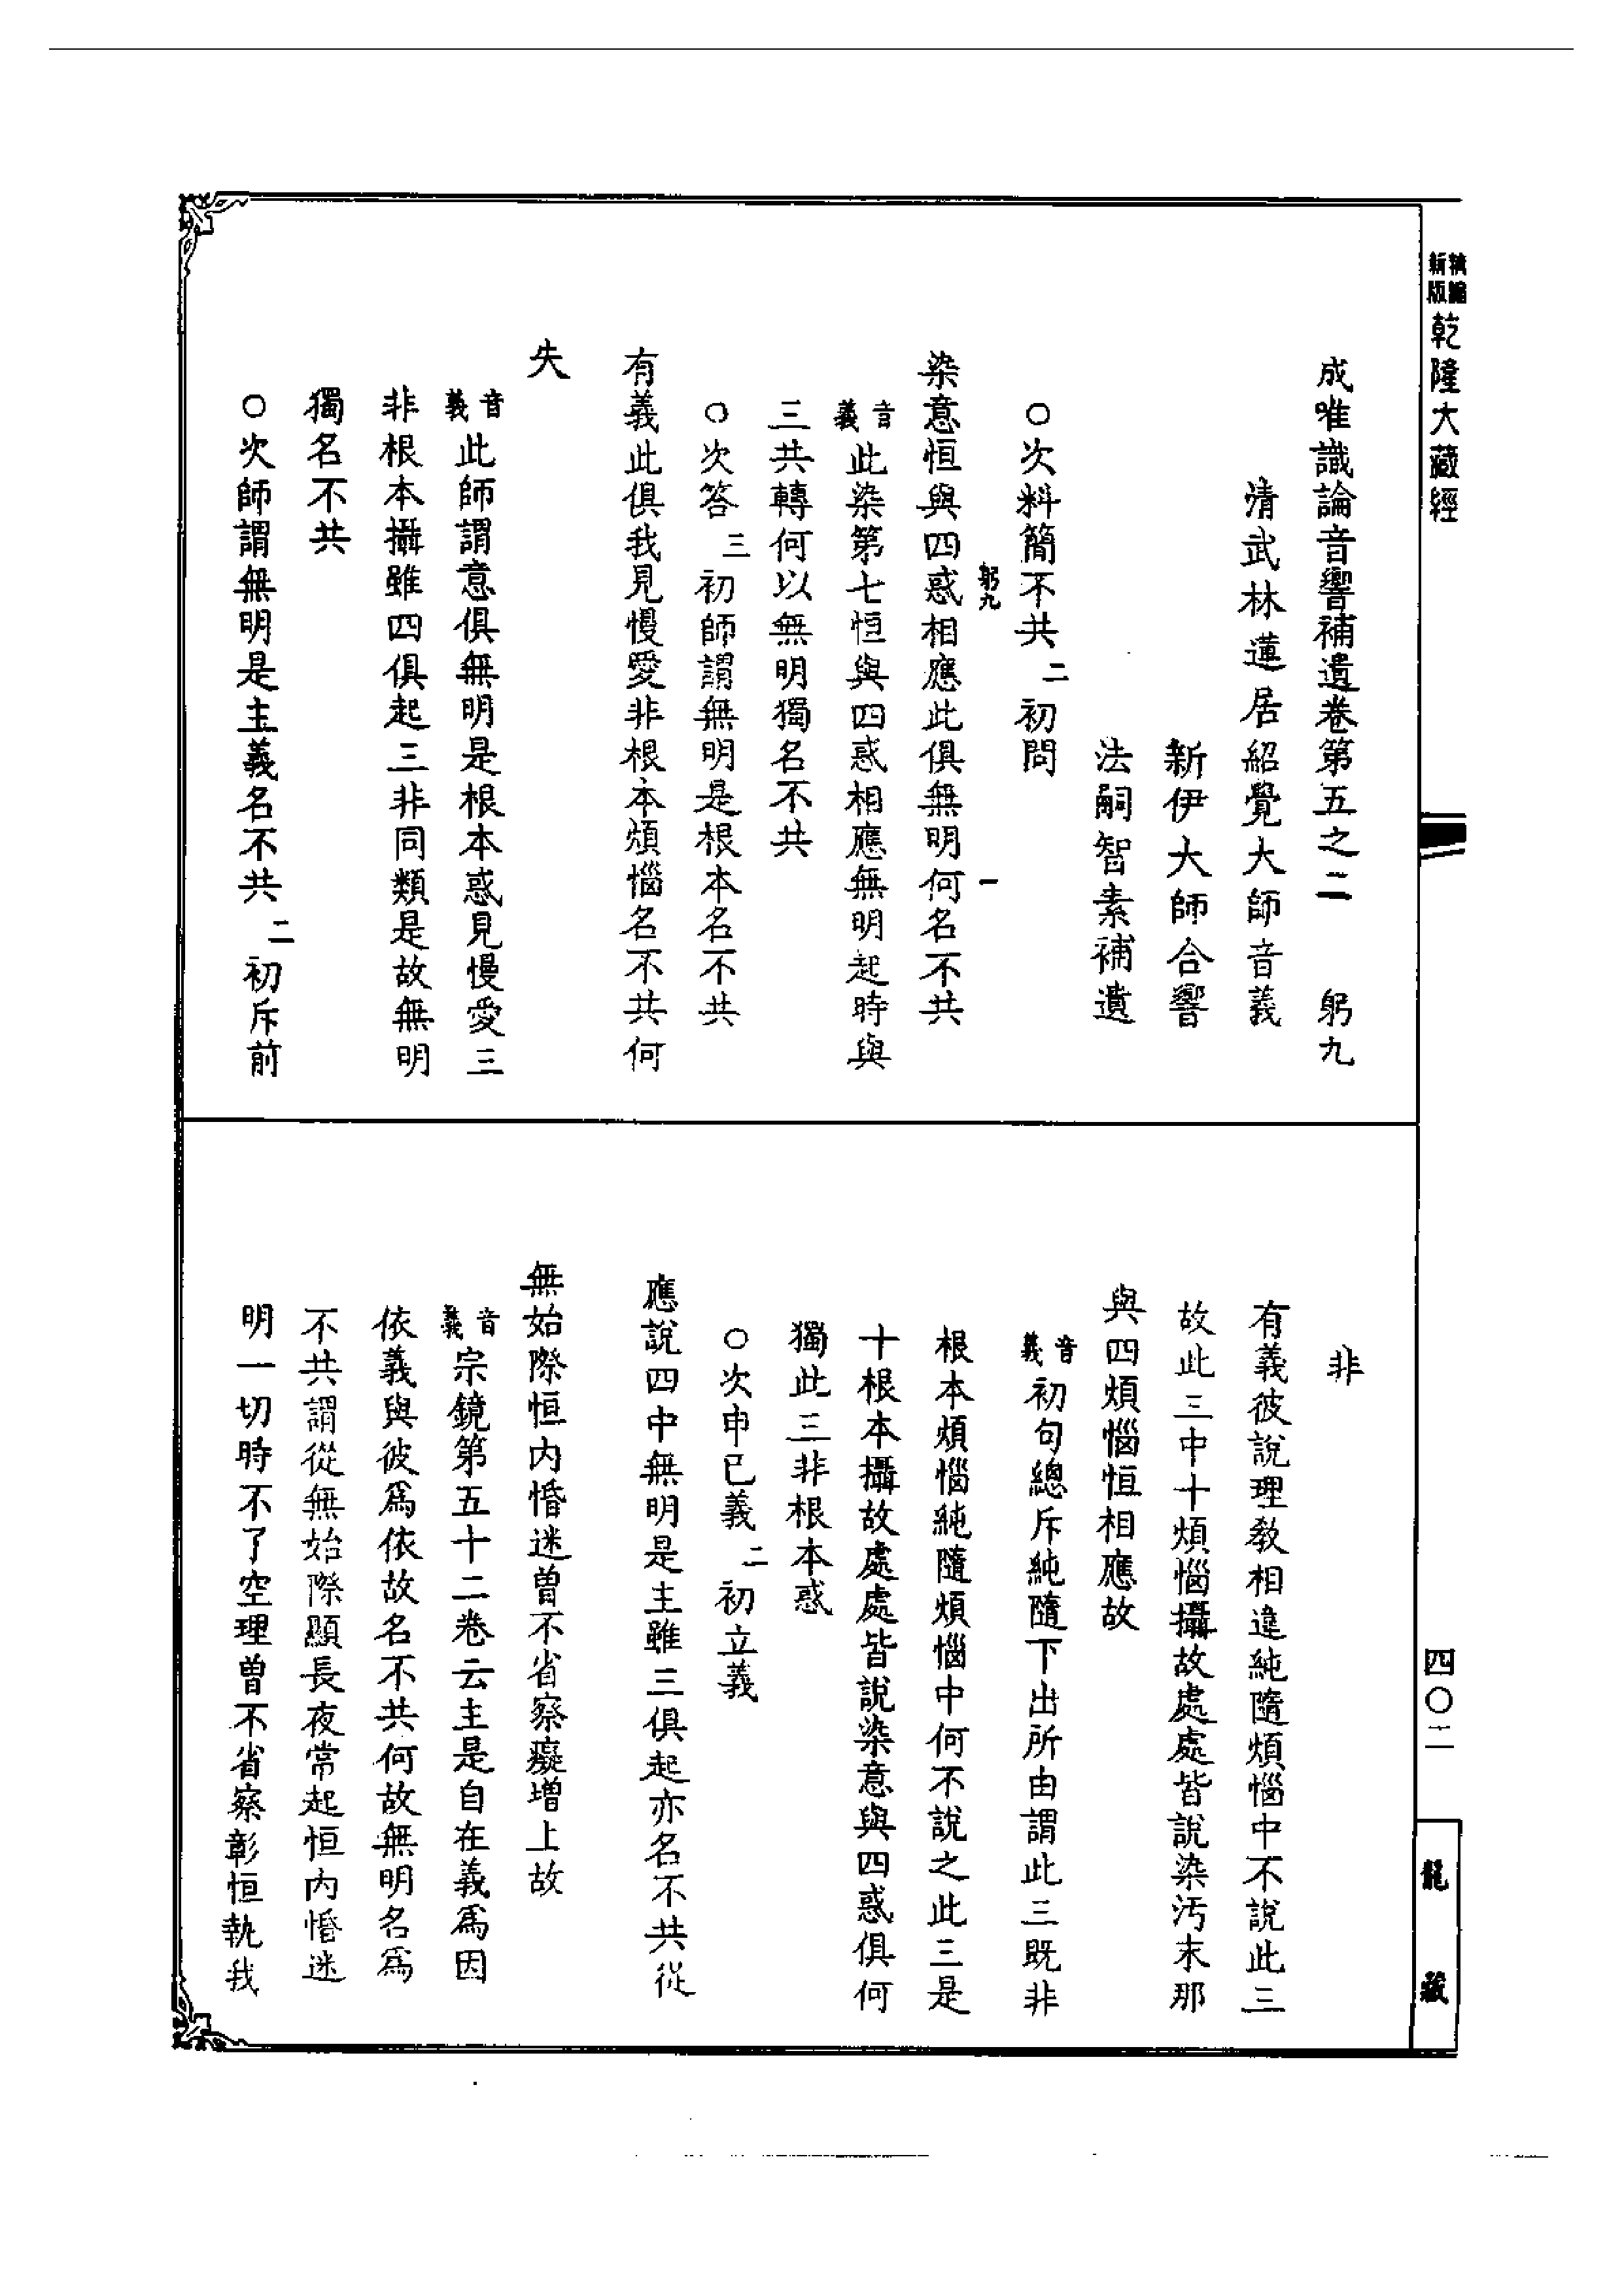 精編新版乾隆大藏經
成唯識論音響補遺卷第五之二 躬九
清武林蓮居紹覺大師音義
新伊大師合響
法嗣智素補遺
○次料簡不共二初問
躬九 一
染意恒與四惑相應此俱無明何名不共
音義此染第七恒與四惑相應無明起時與
三共轉何以無明獨名不共
○次答三初師謂無明是根本名不共
有義此俱我見慢愛非根本煩惱名不共何
失
音義此師謂意俱無明是根本惑見慢愛三
非根本攝雖四俱起三非同類是故無明
獨名不共
○次師謂無明是主義名不共二初斥前
非
有義彼說理教相違純隨煩惱中不說此三
故此三中十煩惱攝故處處皆說染污末那
與四煩惱恒相應故
音義初句總斥純隨下出所由謂此三既非
根本煩惱純隨煩惱中何不說之此三是
十根本攝故處處皆說染意與四惑俱何
獨此三非根本惑
○次申已義二初立義
應說四中無明是主雖三俱起亦名不共從
無始際恒內惛迷曾不省察癡增上故
音義宗鏡第五十二卷云主是自在義爲因
依義與彼爲依故名不共何故無明名爲
不共謂從無始際顯長夜常起恒內惛迷
明一切時不了空理曾不省察彰恒執我
四〇二
龍藏